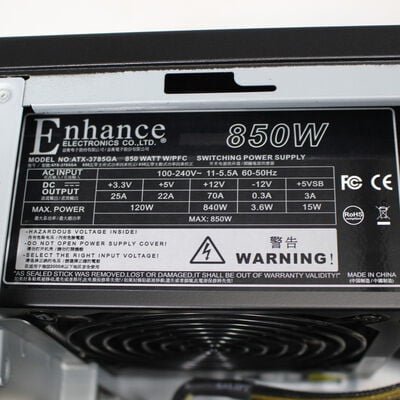 Enhance
ELECTRONICS CO.,LTD.
850W
MODEL NO:ATX-3785GA 850 WATT W/PFC SWITCHING POWER SUPPLY
AC INPUT 100-240V~ 11-5.5A 60-50Hz
DC OUTPUT +3.3V +5V +12V -12V +5VSB
25A 22A 70A 0.3A 3A
MAX. POWER 120W 840W 3.6W 15W
MAX: 850W
FC CE
RoHS
-HAZARDOUS VOLTAGE INSIDE!
-DO NOT OPEN POWER SUPPLY COVER!
-SELECT THE RIGHT INPUT VOLTAGE!
警告
WARNING!
"AS SEALED STICK WAS REMOVED,LOST OR DAMAGED,IT SHALL BE OUT OF WARRANTY"
MADE IN CHINA